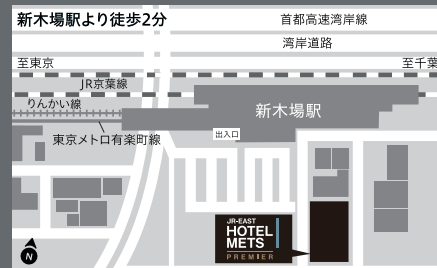 新木場駅より徒歩2分
首都高速湾岸線
湾岸道路
至東京
至千葉
JR京葉線
りんかい線
新木場駅
出入口
東京メトロ有楽町線
JR-EAST
HOTEL
METS
PREMIER
N